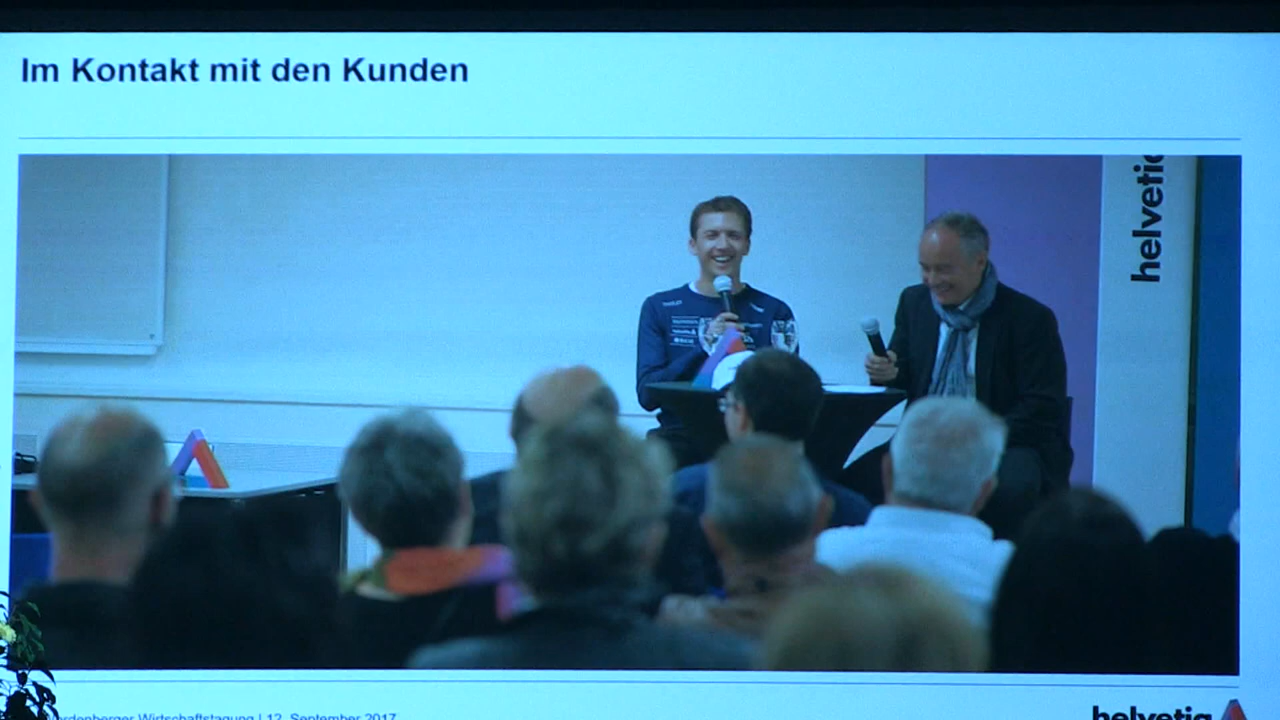 Im Kontakt mit den Kunden
helvetia
Wirtschaftstagung | 12. September 2017
helvetia